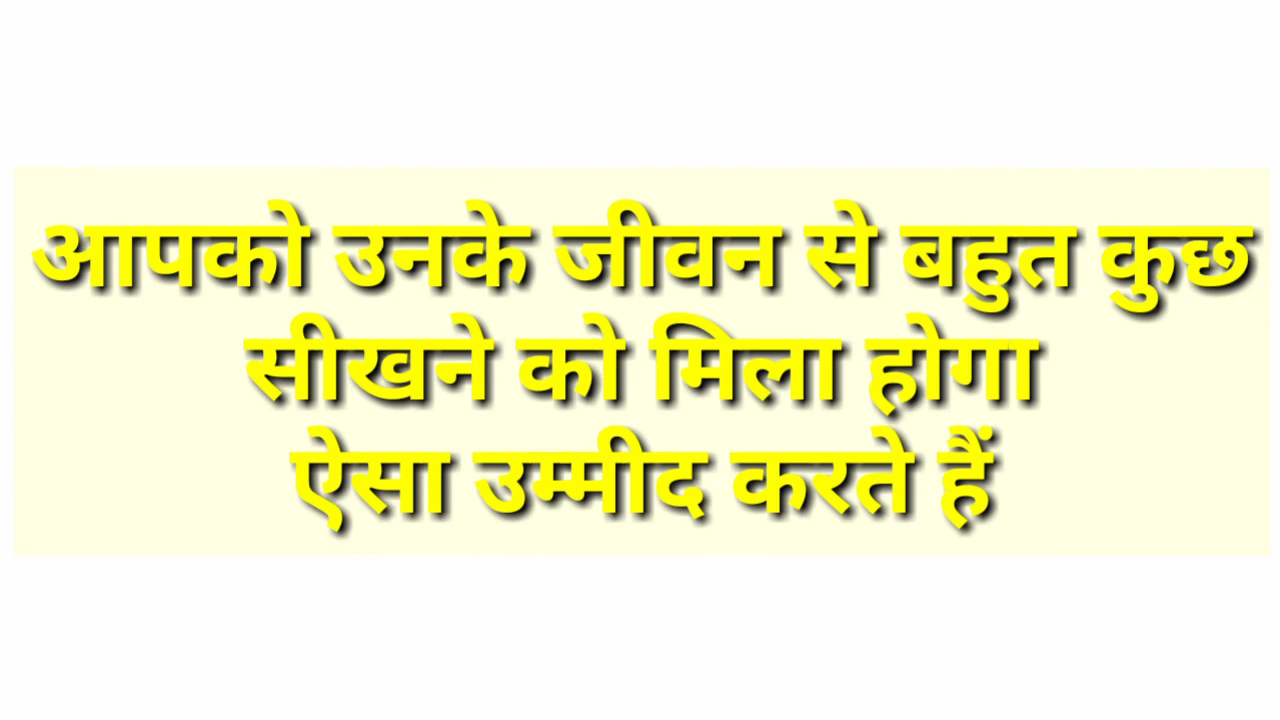 आपको उनके जीवन से बहुत कुछ
सीखने को मिला होगा
ऐसा उम्मीद करते हैं